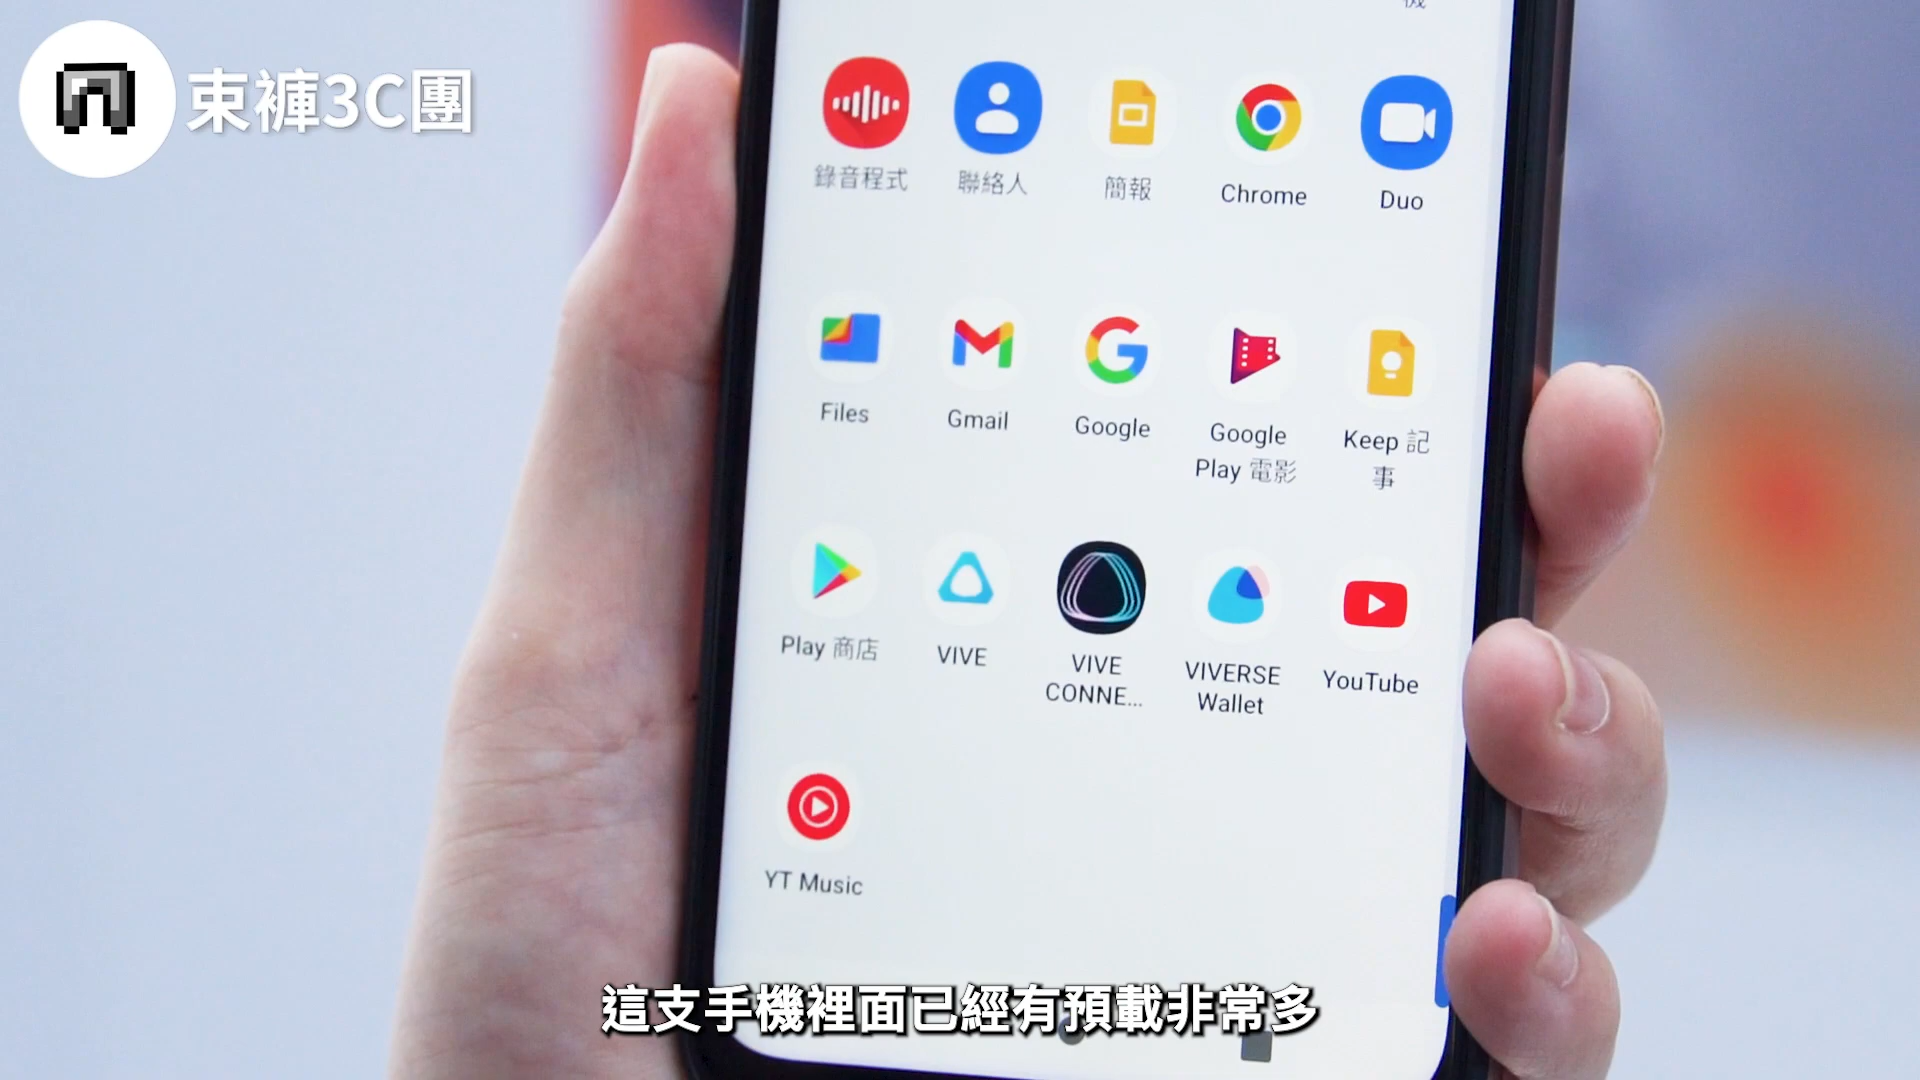 束褲3C團
機
錄音程式
聯絡人
簡報
Chrome
Duo
Files
Gmail
Google
Google
Play 電影
Keep 記
事
Play 商店
VIVE
VIVE
CONNE...
VIVERSE
Wallet
YouTube
YT Music
這支手機裡面已經有預載非常多